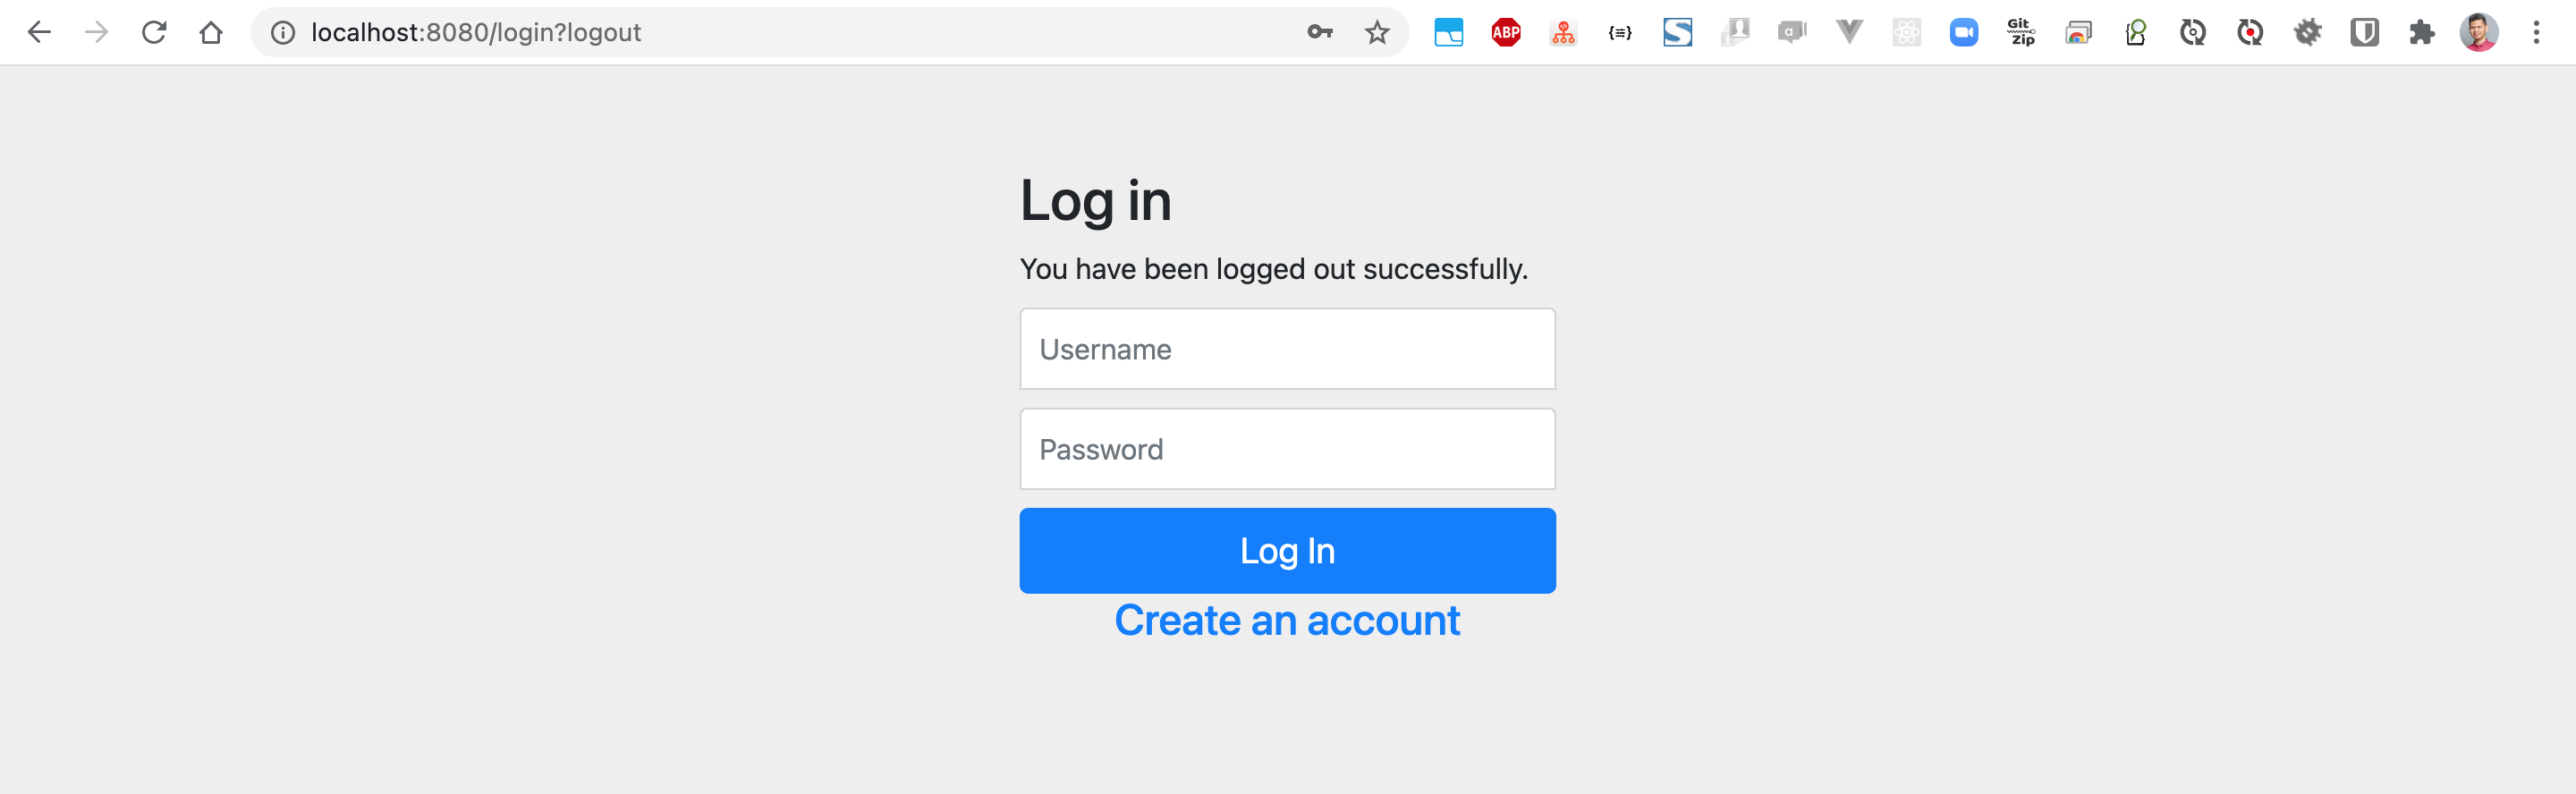 localhost:8080/login?logout
ABP
{≡}
S
a
Git
Zip
Log in
You have been logged out successfully.
Username
Password
Log In
Create an account